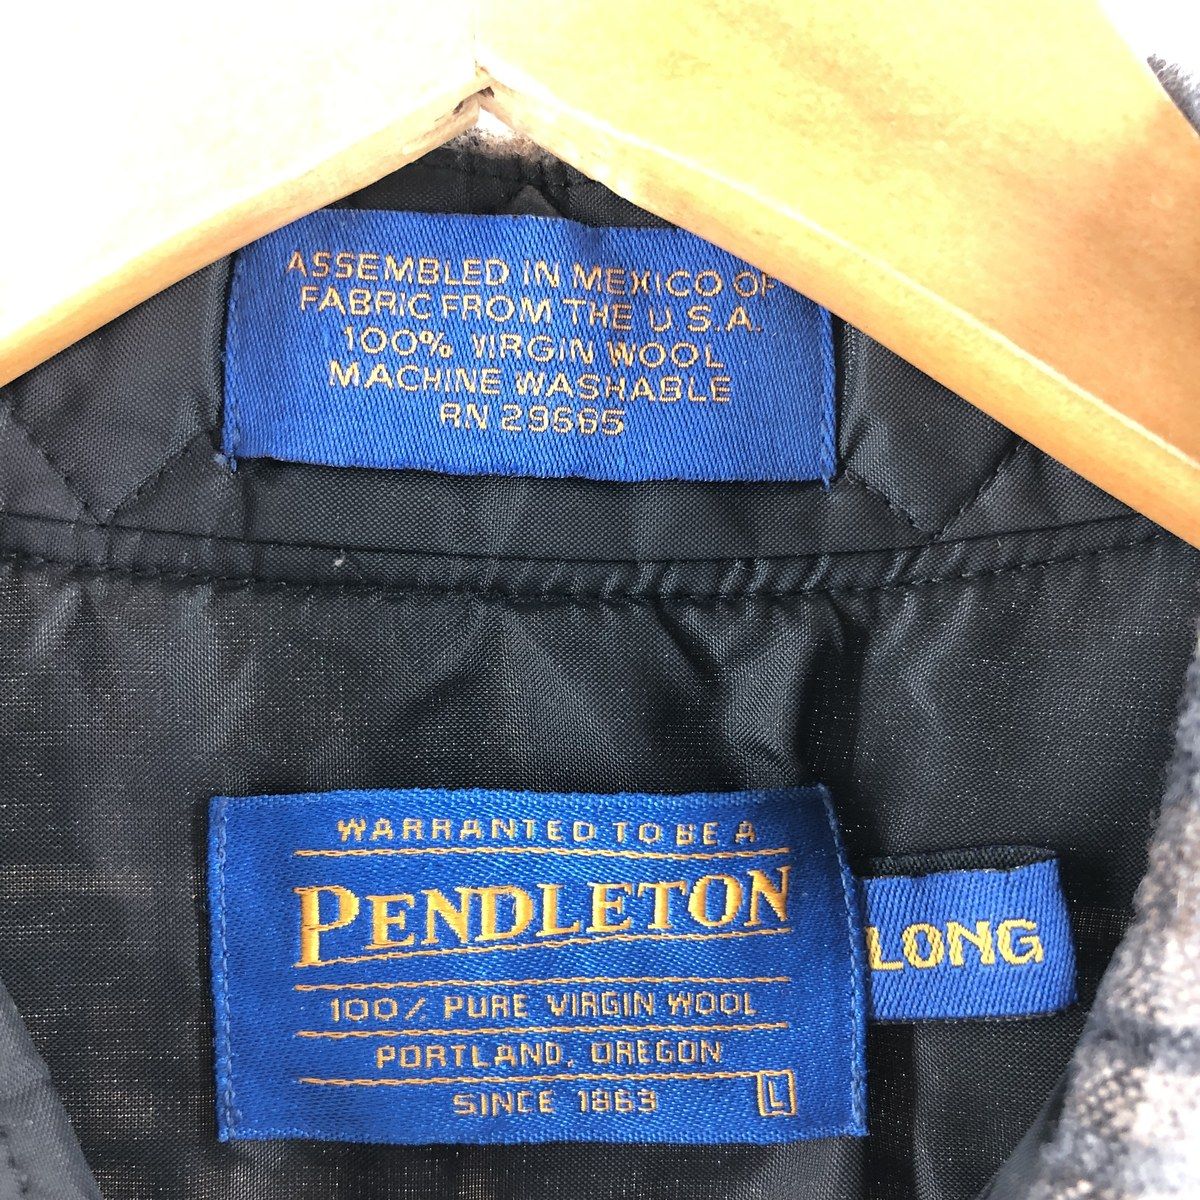 ASSEMBLED IN MEXICO OF
FABRIC FROM THE U.S.A.
100% VIRGIN WOOL
MACHINE WASHABLE
RN 29665
WARRANTED TO BE A
PENDLETON
100% PURE VIRGIN WOOL
PORTLAND, OREGON
SINCE 1863
L
LONG